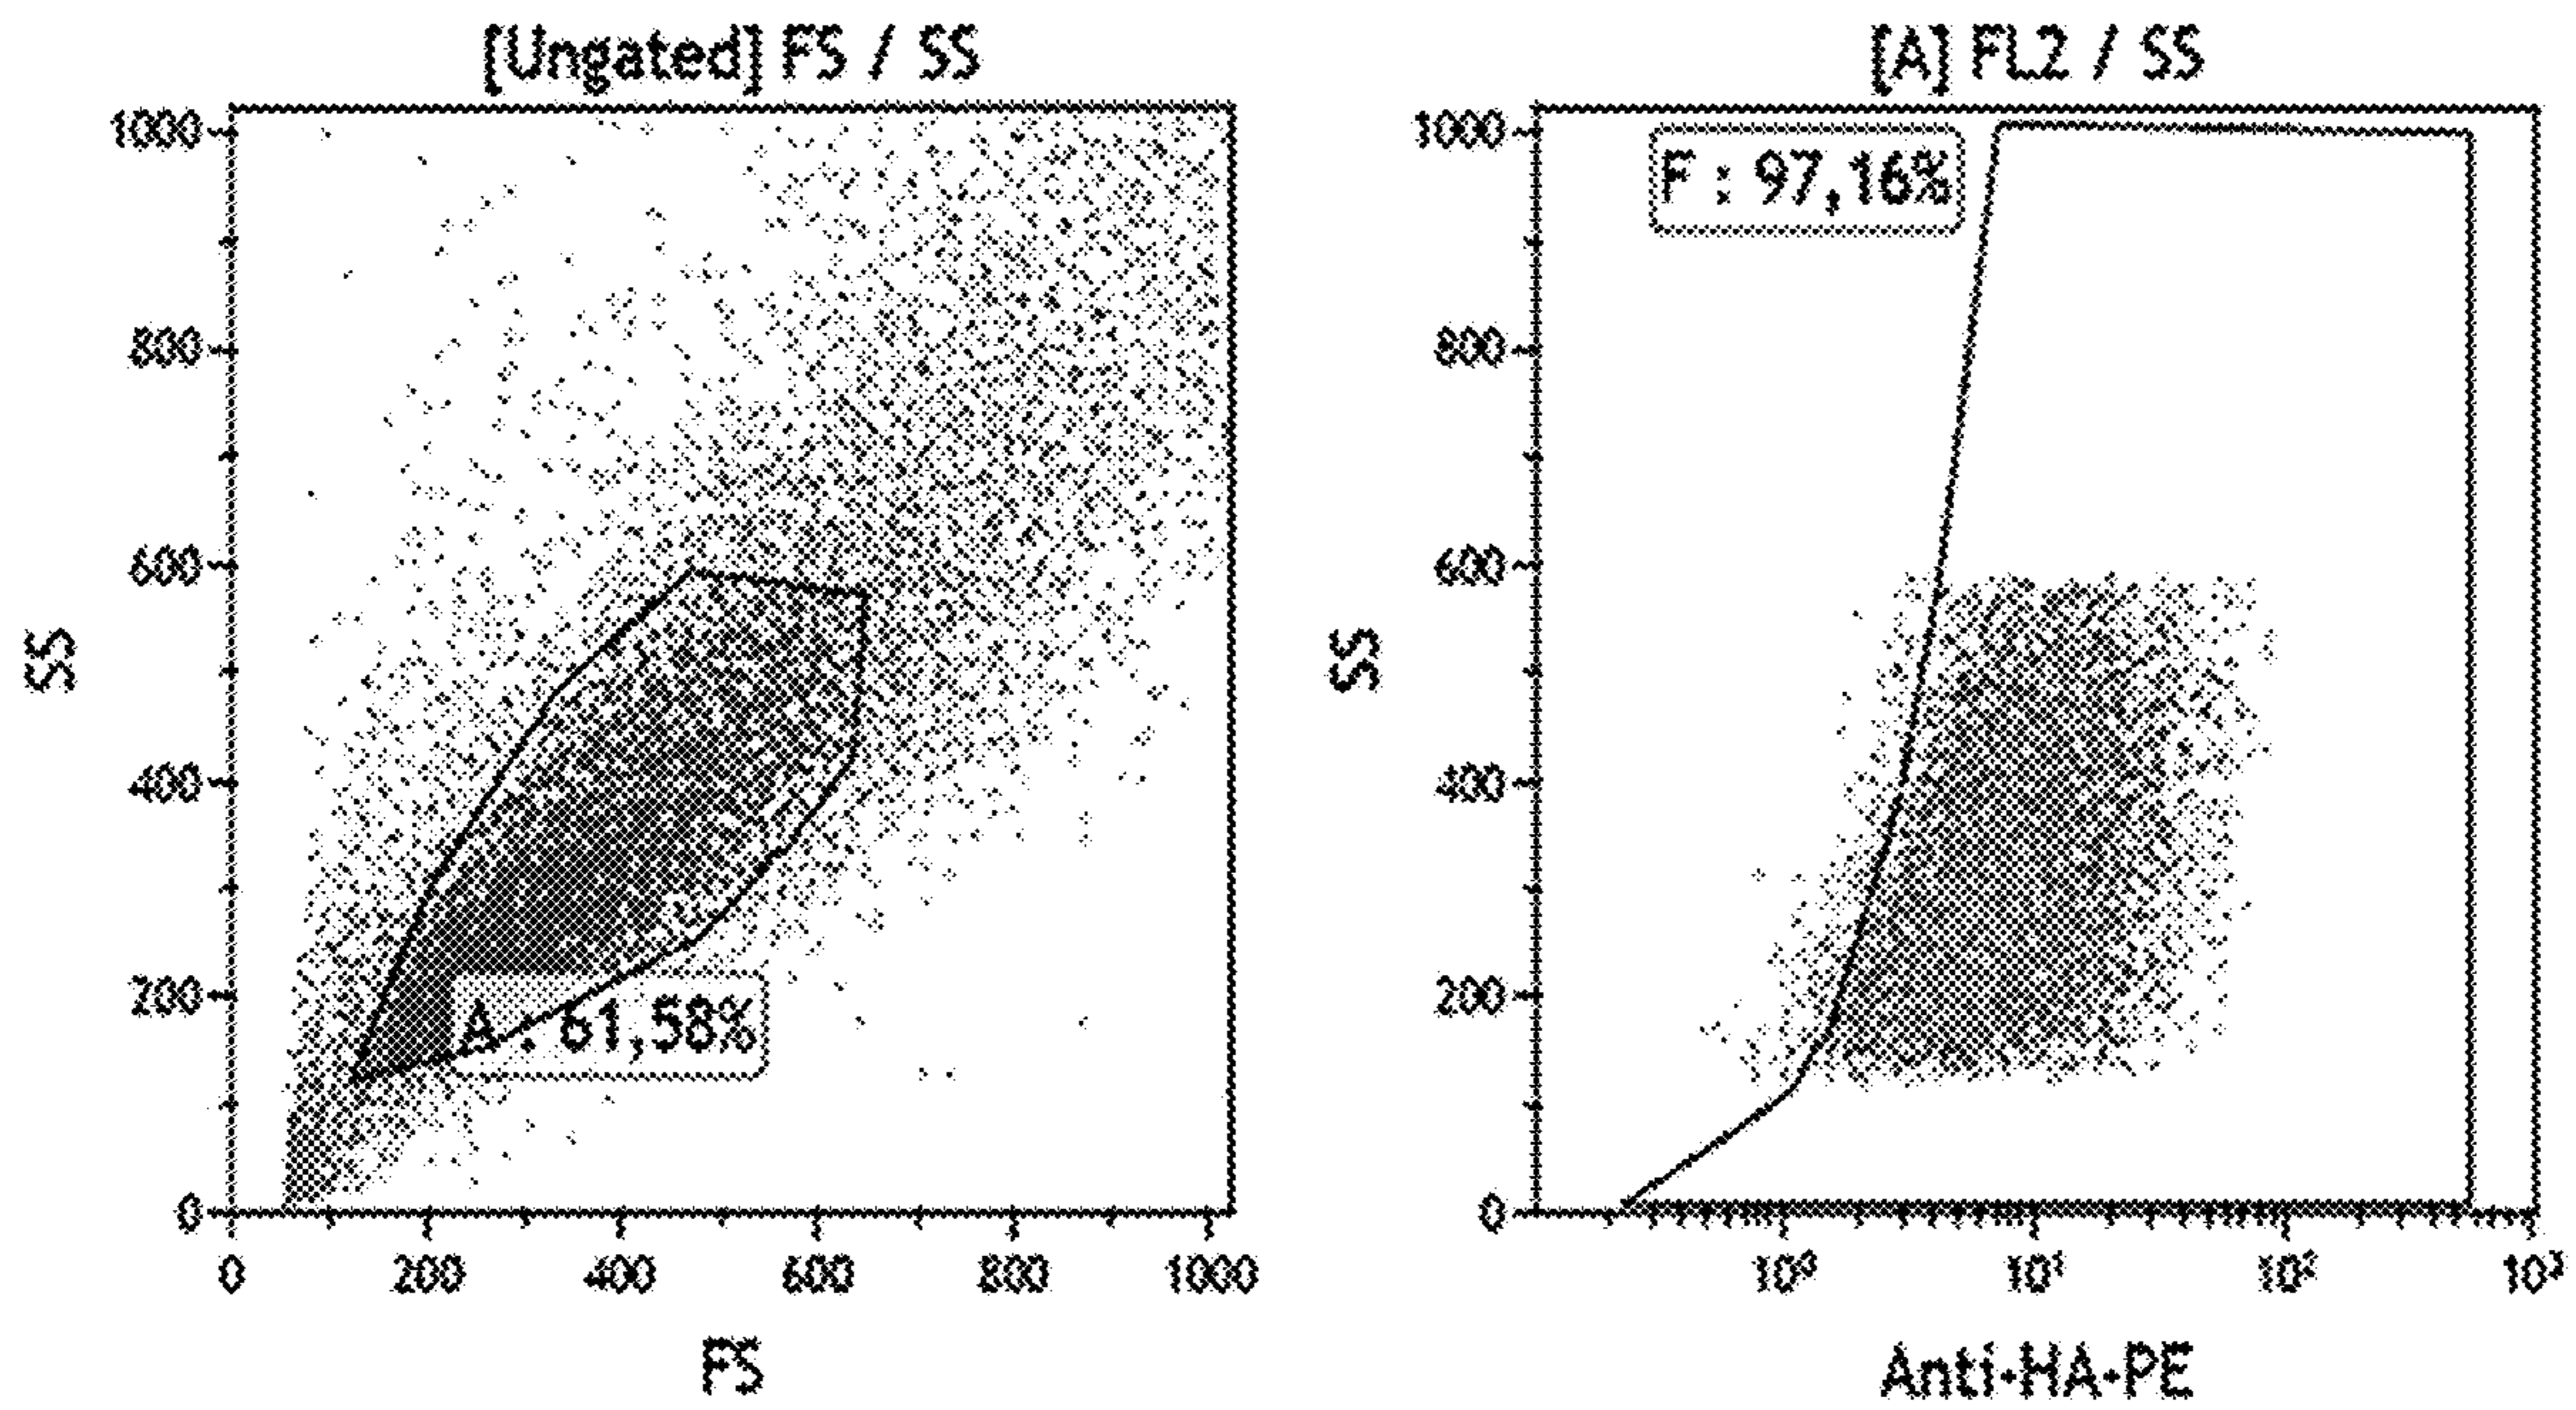 [Ungated] FS / SS
1000
800
600
400
200
0
SS
A : 61,58%
0 200 400 600 800 1000
FS
[A] FL2 / SS
1000
800
600
400
200
0
SS
F : 97,16%
10⁰ 10¹ 10² 10³
Anti-HA-PE